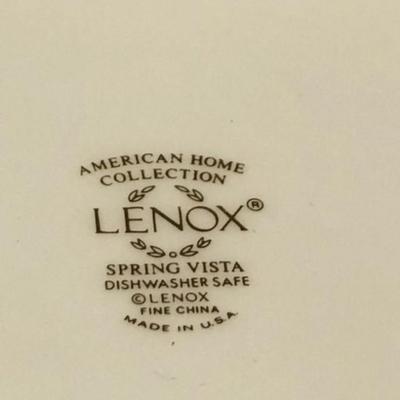 AMERICAN HOME
COLLECTION
LENOX®
SPRING VISTA
DISHWASHER SAFE
©LENOX
FINE CHINA
MADE IN U.S.A.